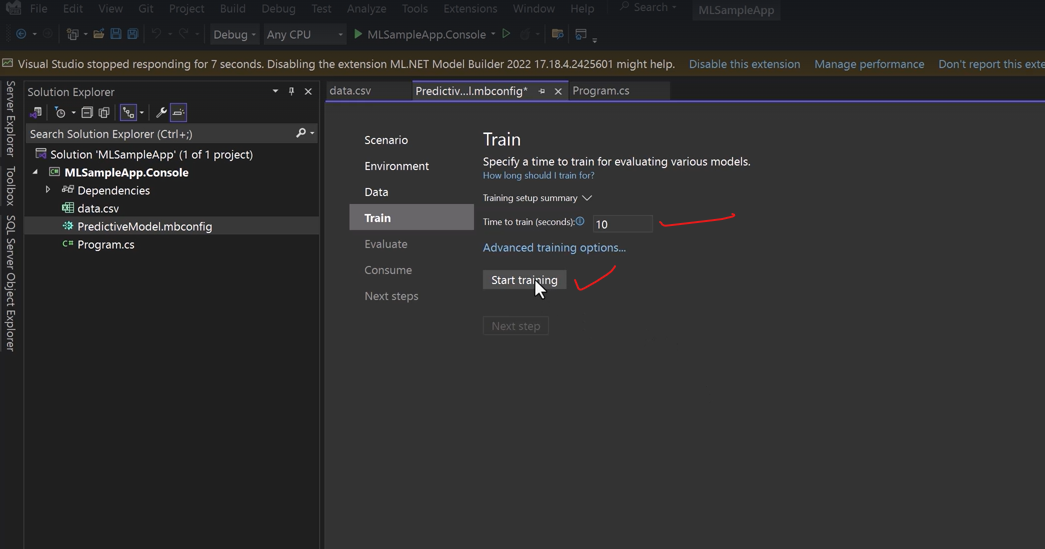 File Edit View Git Project Build Debug Test Analyze Tools Extensions Window Help Search MLSampleApp
Debug Any CPU MLSampleApp.Console
Visual Studio stopped responding for 7 seconds. Disabling the extension ML.NET Model Builder 2022 17.18.4.2425601 might help. Disable this extension Manage performance Don't report this exte
Server Explorer
Toolbox
SQL Server Object Explorer
Solution Explorer
Search Solution Explorer (Ctrl+;)
Solution 'MLSampleApp' (1 of 1 project)
MLSampleApp.Console
Dependencies
data.csv
PredictiveModel.mbconfig
Program.cs
data.csv Predictiv...l.mbconfig* Program.cs
Scenario
Environment
Data
Train
Evaluate
Consume
Next steps
Train
Specify a time to train for evaluating various models.
How long should I train for?
Training setup summary
Time to train (seconds): 10
Advanced training options...
Start training
Next step